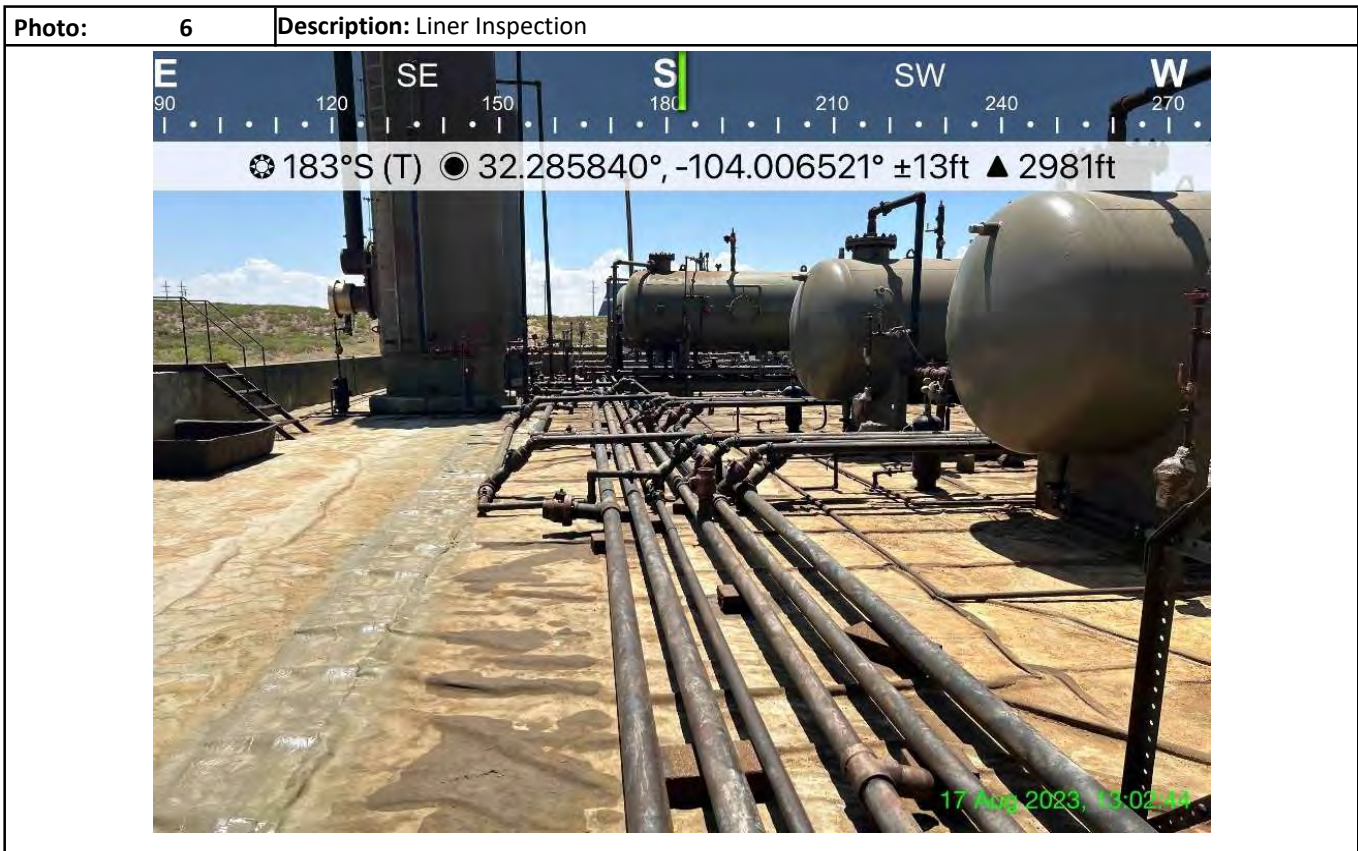 Photo: 6 Description: Liner Inspection
E SE S SW W
90 120 150 180 210 240 270
183°S (T) 32.285840°, -104.006521° ±13ft ▲ 2981ft
17 Aug 2023, 13:02:44